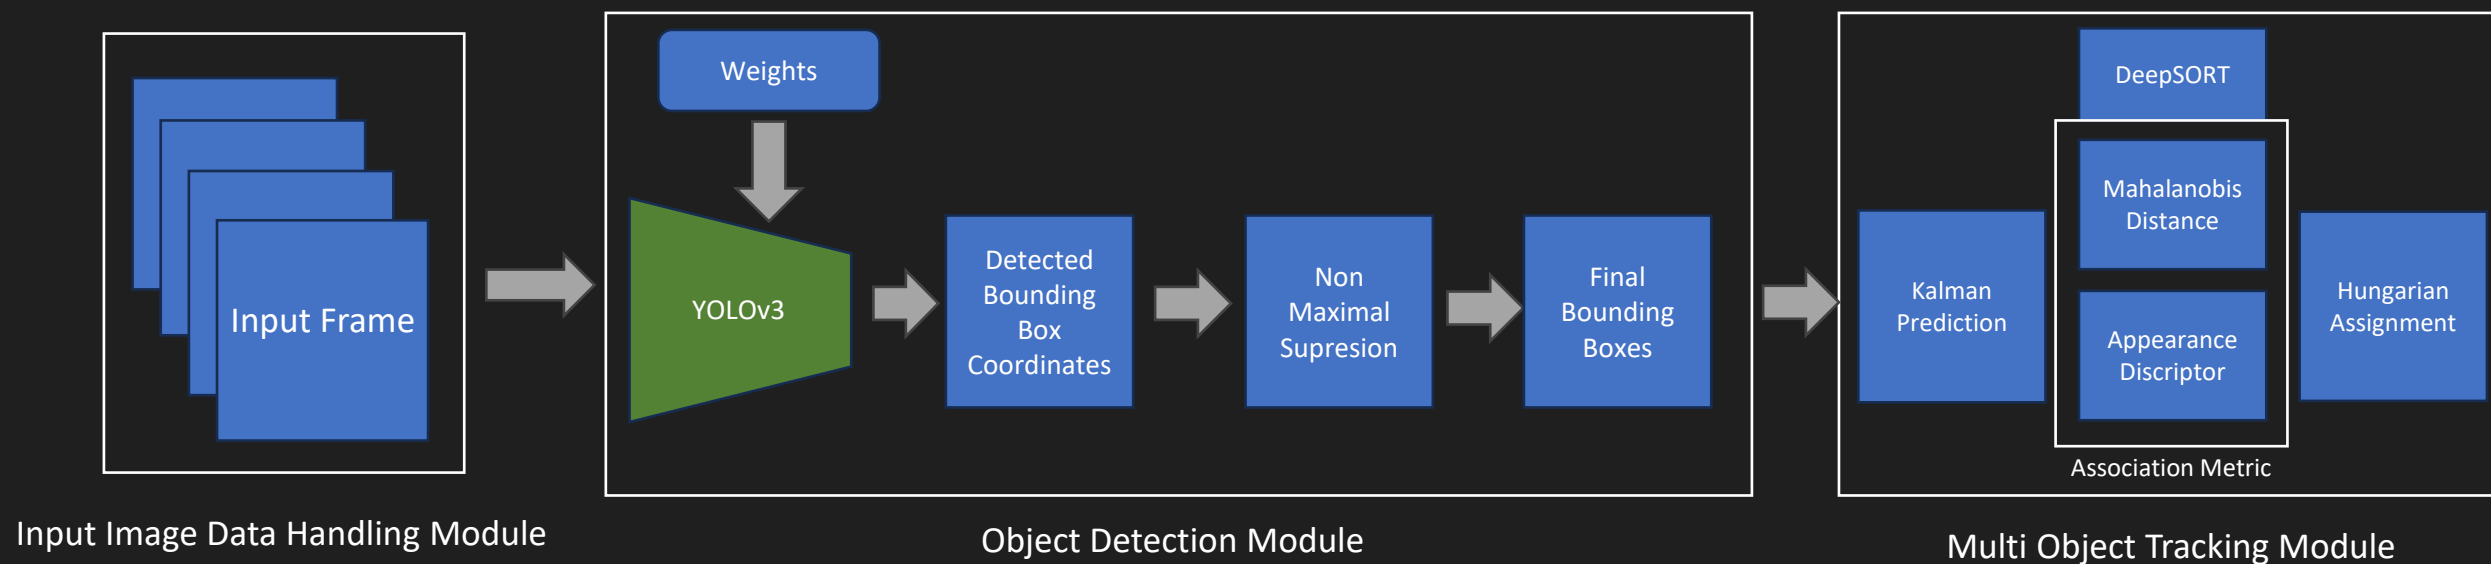 Input Frame
Input Image Data Handling Module
Weights
YOLOv3
Detected
Bounding
Box
Coordinates
Non
Maximal
Supresion
Final
Bounding
Boxes
Object Detection Module
DeepSORT
Kalman
Prediction
Mahalanobis
Distance
Appearance
Discriptor
Association Metric
Hungarian
Assignment
Multi Object Tracking Module